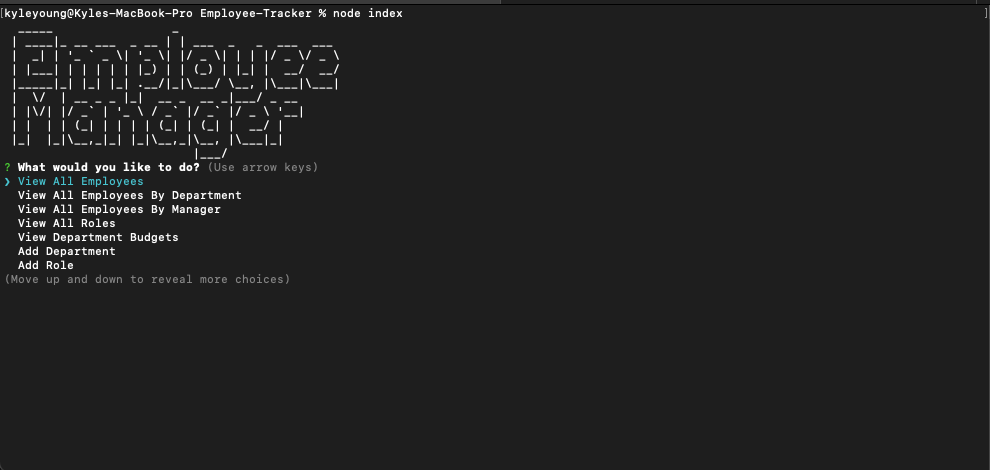 [kyleyoung@Kyles-MacBook-Pro Employee-Tracker % node index ]
Employee
Manager
? What would you like to do? (Use arrow keys)
❯ View All Employees
View All Employees By Department
View All Employees By Manager
View All Roles
View Department Budgets
Add Department
Add Role
(Move up and down to reveal more choices)